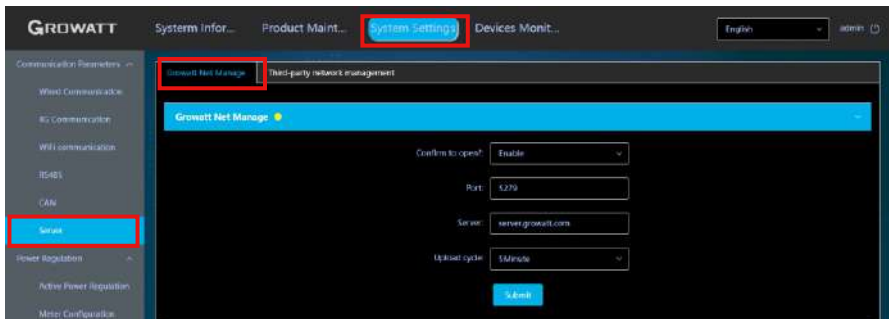 GROWATT
Systerm Infor...
Product Maint...
System Settings
Devices Monit...
English
admin
Communication Parameters
Growatt Net Manage
Third-party network management
Wired Communication
4G Communication
Growatt Net Manage
WiFi communication
Confirm to open?: Enable
RS485
Port: 5279
CAN
Server
Server: server.growatt.com
Power Regulation
Upload cycle: 5Minute
Active Power Regulation
Submit
Meter Configuration